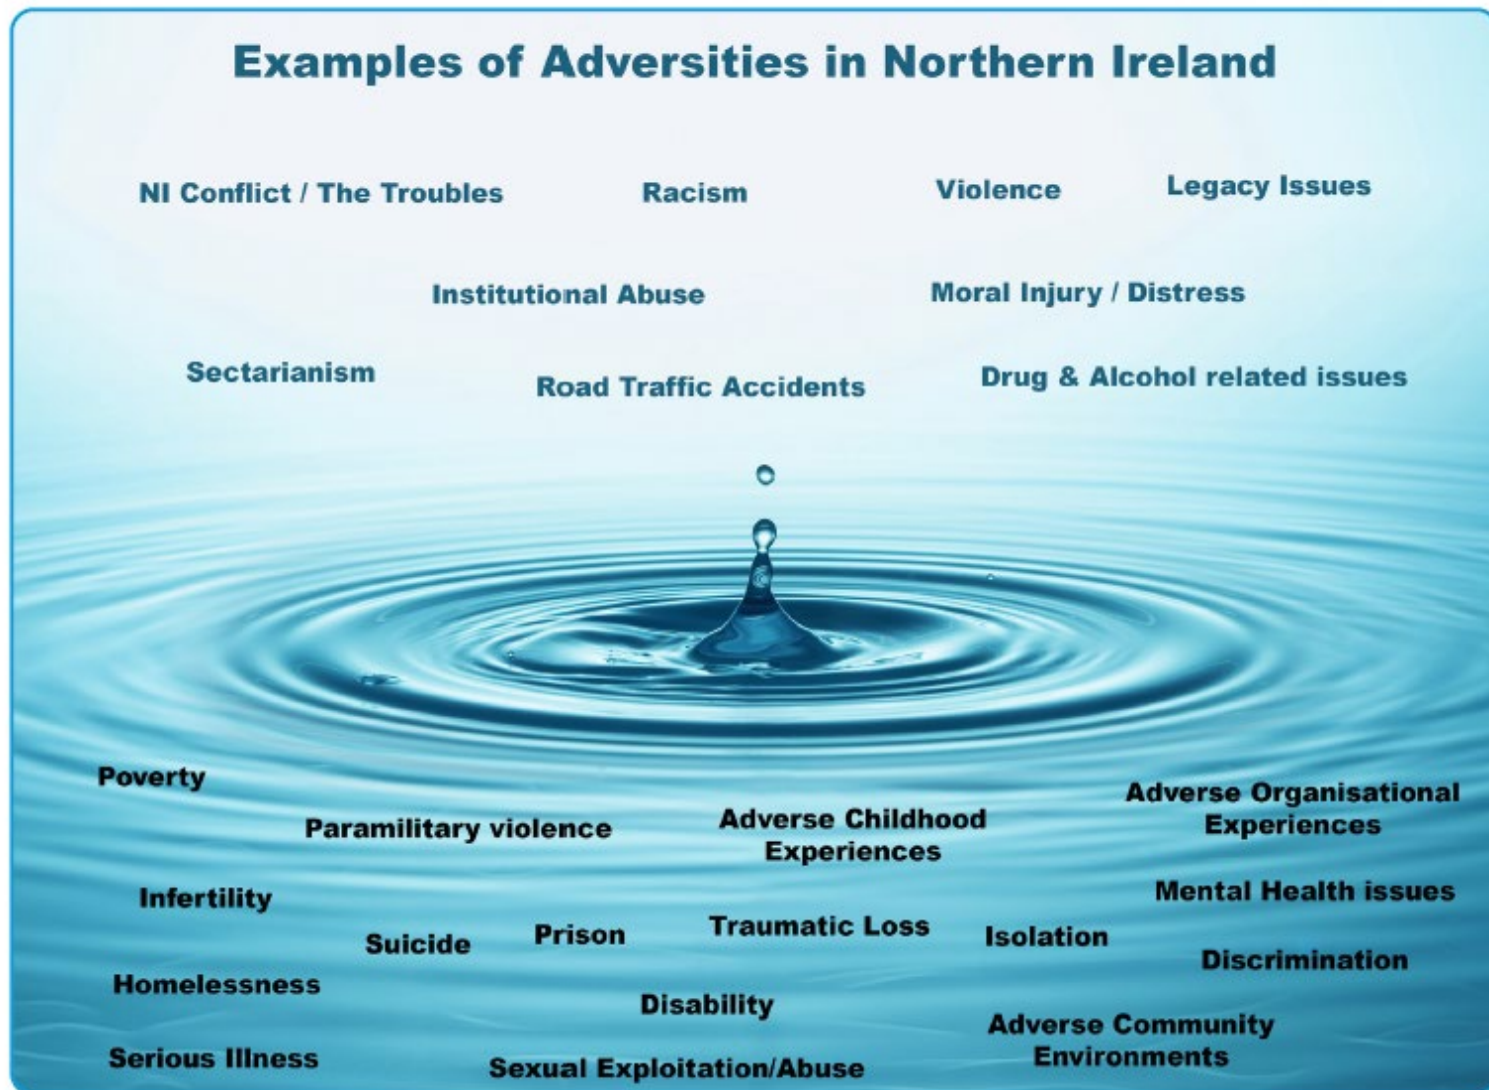 Examples of Adversities in Northern Ireland
NI Conflict / The Troubles
Racism
Violence
Legacy Issues
Institutional Abuse
Moral Injury / Distress
Sectarianism
Road Traffic Accidents
Drug & Alcohol related issues
Poverty
Paramilitary violence
Adverse Childhood
Experiences
Adverse Organisational
Experiences
Infertility
Suicide
Prison
Traumatic Loss
Isolation
Mental Health issues
Discrimination
Homelessness
Disability
Adverse Community
Environments
Serious Illness
Sexual Exploitation/Abuse